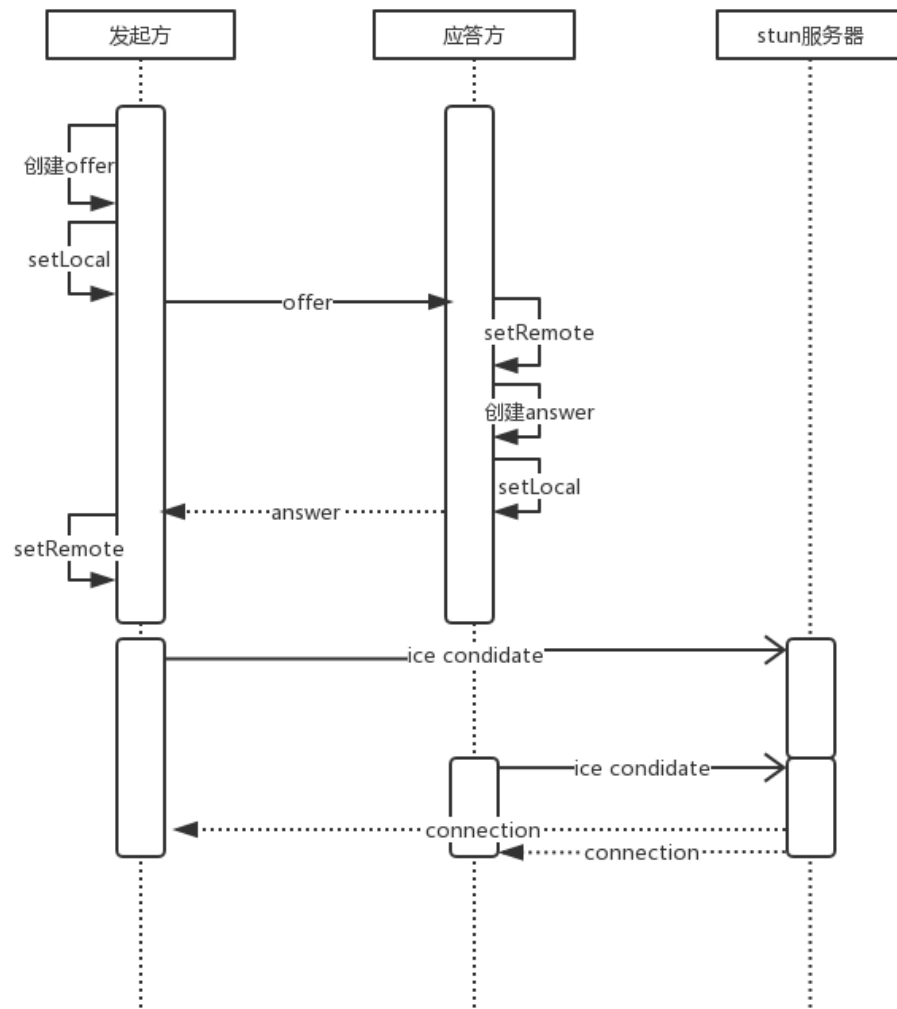 发起方
应答方
stun服务器
创建offer
setLocal
offer
setRemote
创建answer
setLocal
answer
setRemote
ice condidate
ice condidate
connection
connection